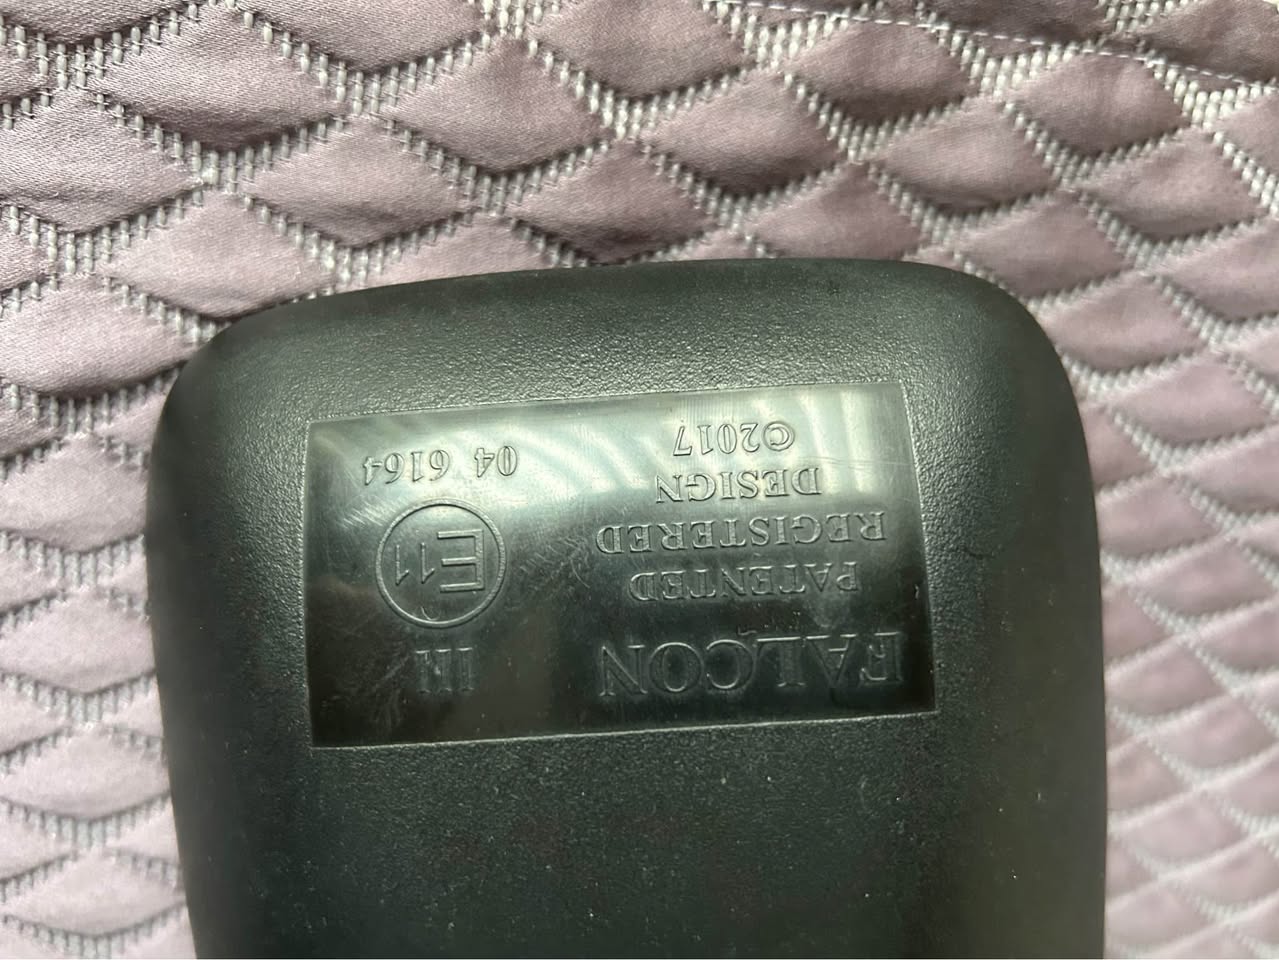 FALCON
PATENTED
REGISTERED
DESIGN
©2017
III
E11
04 6164